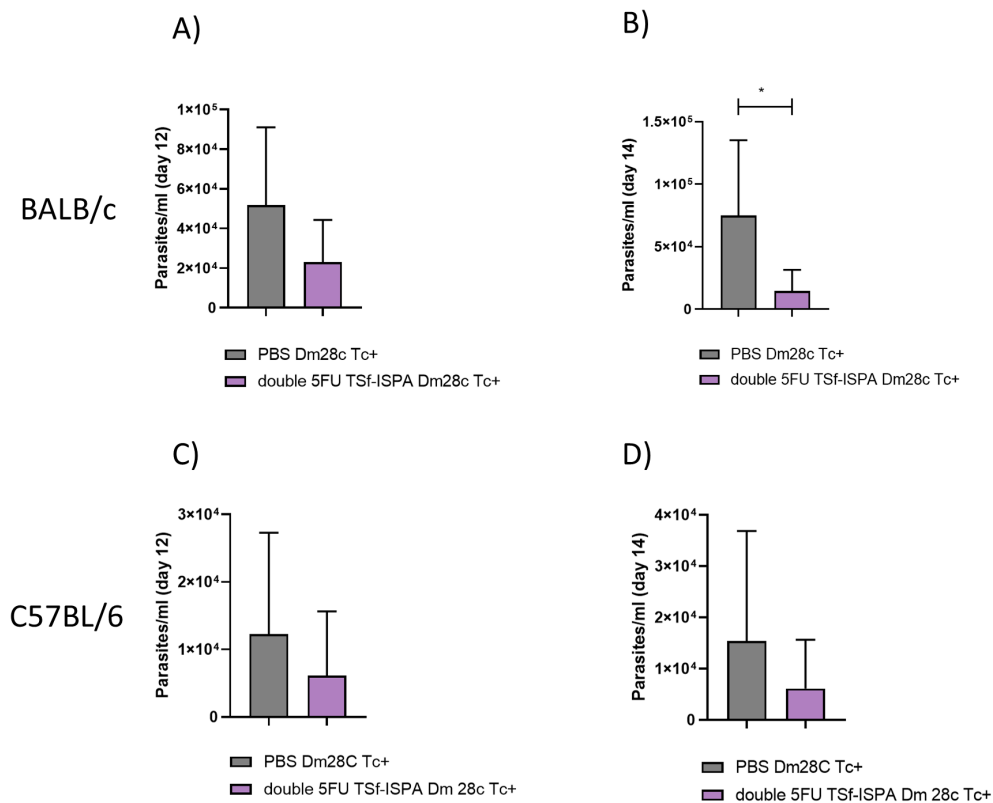 A)
B)
BALB/c
Parasites/ml (day 12)
1×10⁵
8×10⁴
6×10⁴
4×10⁴
2×10⁴
0
PBS Dm28c Tc+
double 5FU TSf-ISPA Dm28c Tc+
*
Parasites/ml (day 14)
1.5×10⁵
1×10⁵
5×10⁴
0
PBS Dm28c Tc+
double 5FU TSf-ISPA Dm28c Tc+
C)
D)
C57BL/6
Parasites/ml (day 12)
3×10⁴
2×10⁴
1×10⁴
0
PBS Dm28C Tc+
double 5FU TSf-ISPA Dm 28c Tc+
Parasites/ml (day 14)
4×10⁴
3×10⁴
2×10⁴
1×10⁴
0
PBS Dm28C Tc+
double 5FU TSf-ISPA Dm 28c Tc+